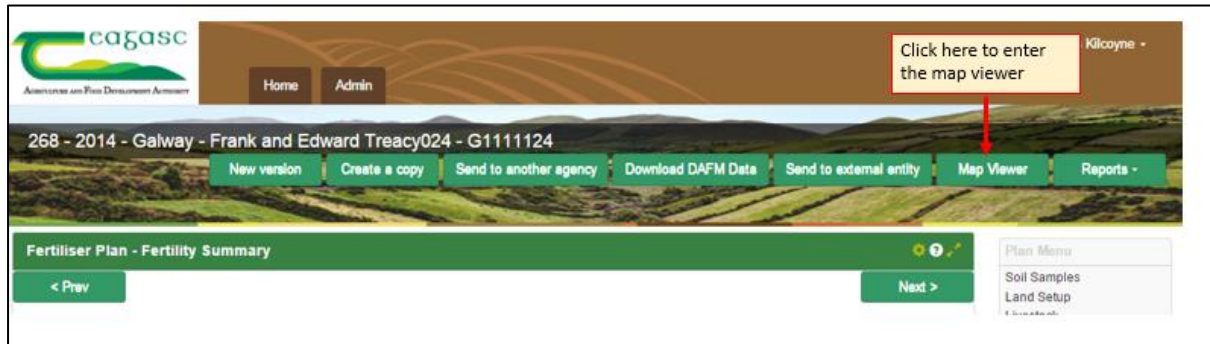 cagasc
AGRICULTURE AND FOOD DEVELOPMENT AUTHORITY
Home Admin
Click here to enter
the map viewer
Kilcoyne
268 - 2014 - Galway - Frank and Edward Treacy024 - G1111124
New version Create a copy Send to another agency Download DAFM Data Send to external entity Map Viewer Reports
Fertiliser Plan - Fertility Summary
Plan Menu
< Prev Next >
Soil Samples
Land Setup
Livestock